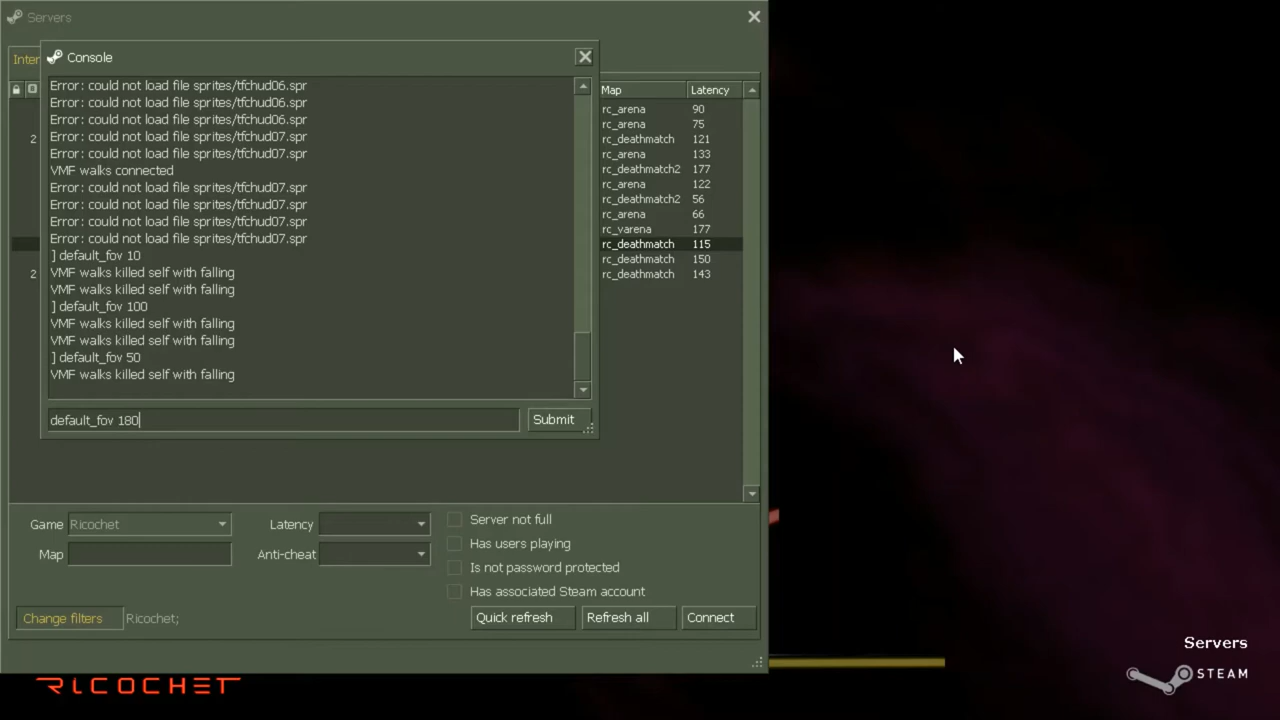 Servers
Inter
Console
Error: could not load file sprites/tfchud06.spr
Error: could not load file sprites/tfchud06.spr
Error: could not load file sprites/tfchud06.spr
Error: could not load file sprites/tfchud07.spr
Error: could not load file sprites/tfchud07.spr
VMF walks connected
Error: could not load file sprites/tfchud07.spr
Error: could not load file sprites/tfchud07.spr
Error: could not load file sprites/tfchud07.spr
Error: could not load file sprites/tfchud07.spr
] default_fov 10
VMF walks killed self with falling
VMF walks killed self with falling
] default_fov 100
VMF walks killed self with falling
VMF walks killed self with falling
] default_fov 50
VMF walks killed self with falling
default_fov 180
Submit
2
2
Map Latency
rc_arena 90
rc_arena 75
rc_deathmatch 121
rc_arena 133
rc_deathmatch2 177
rc_arena 122
rc_deathmatch2 56
rc_arena 66
rc_varena 177
rc_deathmatch 115
rc_deathmatch 150
rc_deathmatch 143
Game Ricochet
Latency
Map
Anti-cheat
Server not full
Has users playing
Is not password protected
Has associated Steam account
Change filters Ricochet;
Quick refresh
Refresh all
Connect
RICOCHET
Servers
STEAM